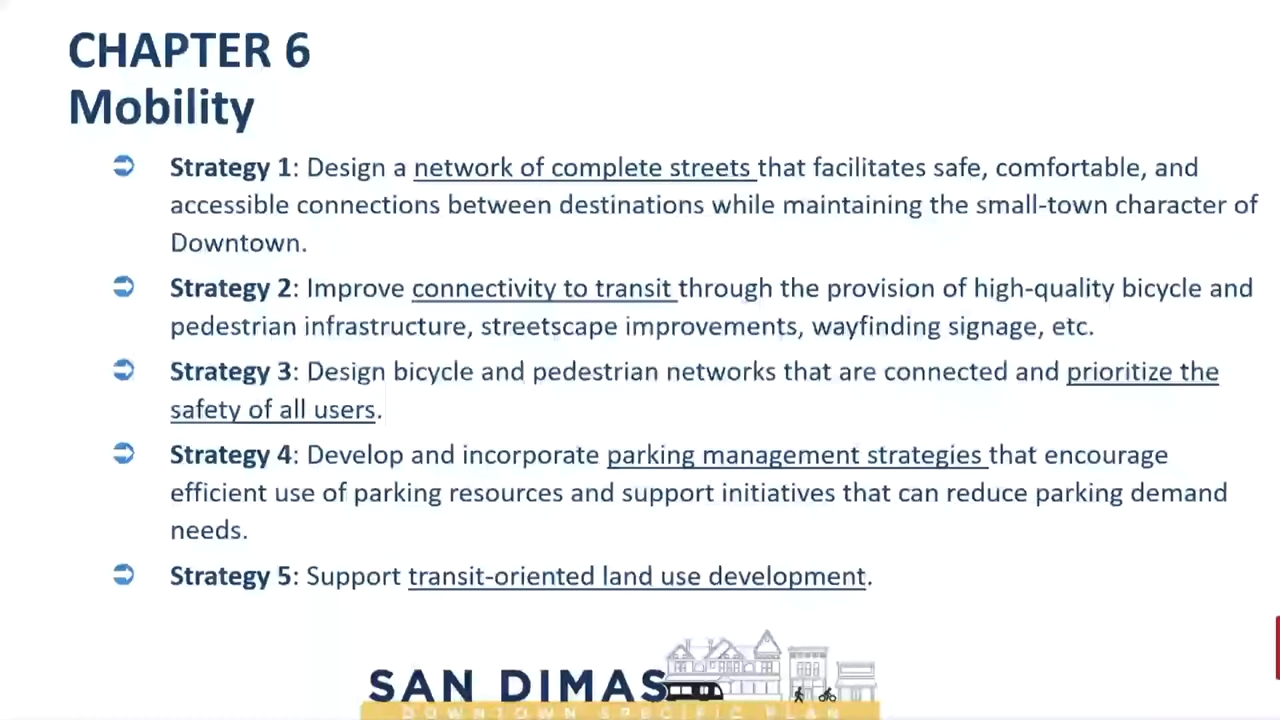 CHAPTER 6
Mobility
Strategy 1: Design a network of complete streets that facilitates safe, comfortable, and
accessible connections between destinations while maintaining the small-town character of
Downtown.
Strategy 2: Improve connectivity to transit through the provision of high-quality bicycle and
pedestrian infrastructure, streetscape improvements, wayfinding signage, etc.
Strategy 3: Design bicycle and pedestrian networks that are connected and prioritize the
safety of all users.
Strategy 4: Develop and incorporate parking management strategies that encourage
efficient use of parking resources and support initiatives that can reduce parking demand
needs.
Strategy 5: Support transit-oriented land use development.
SAN DIMAS
DOWNTOWN SPECIFIC PLAN